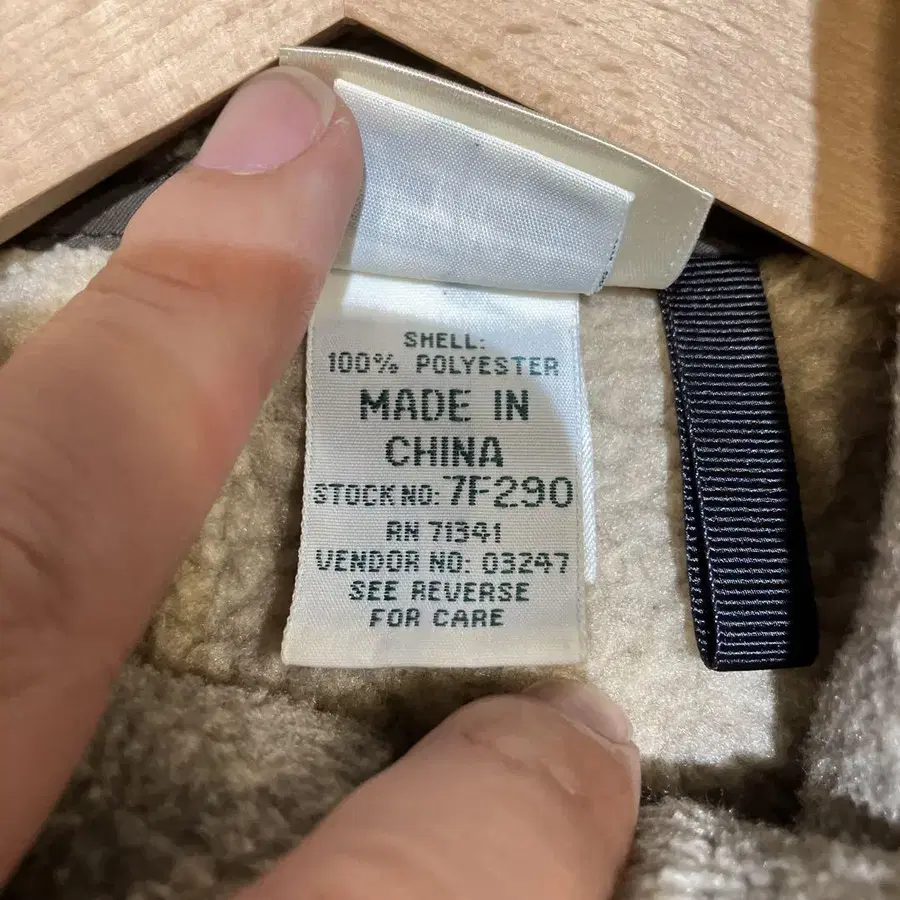 SHELL:
100% POLYESTER
MADE IN
CHINA
STOCK NO: 7F290
RN 71341
VENDOR NO: 03247
SEE REVERSE
FOR CARE